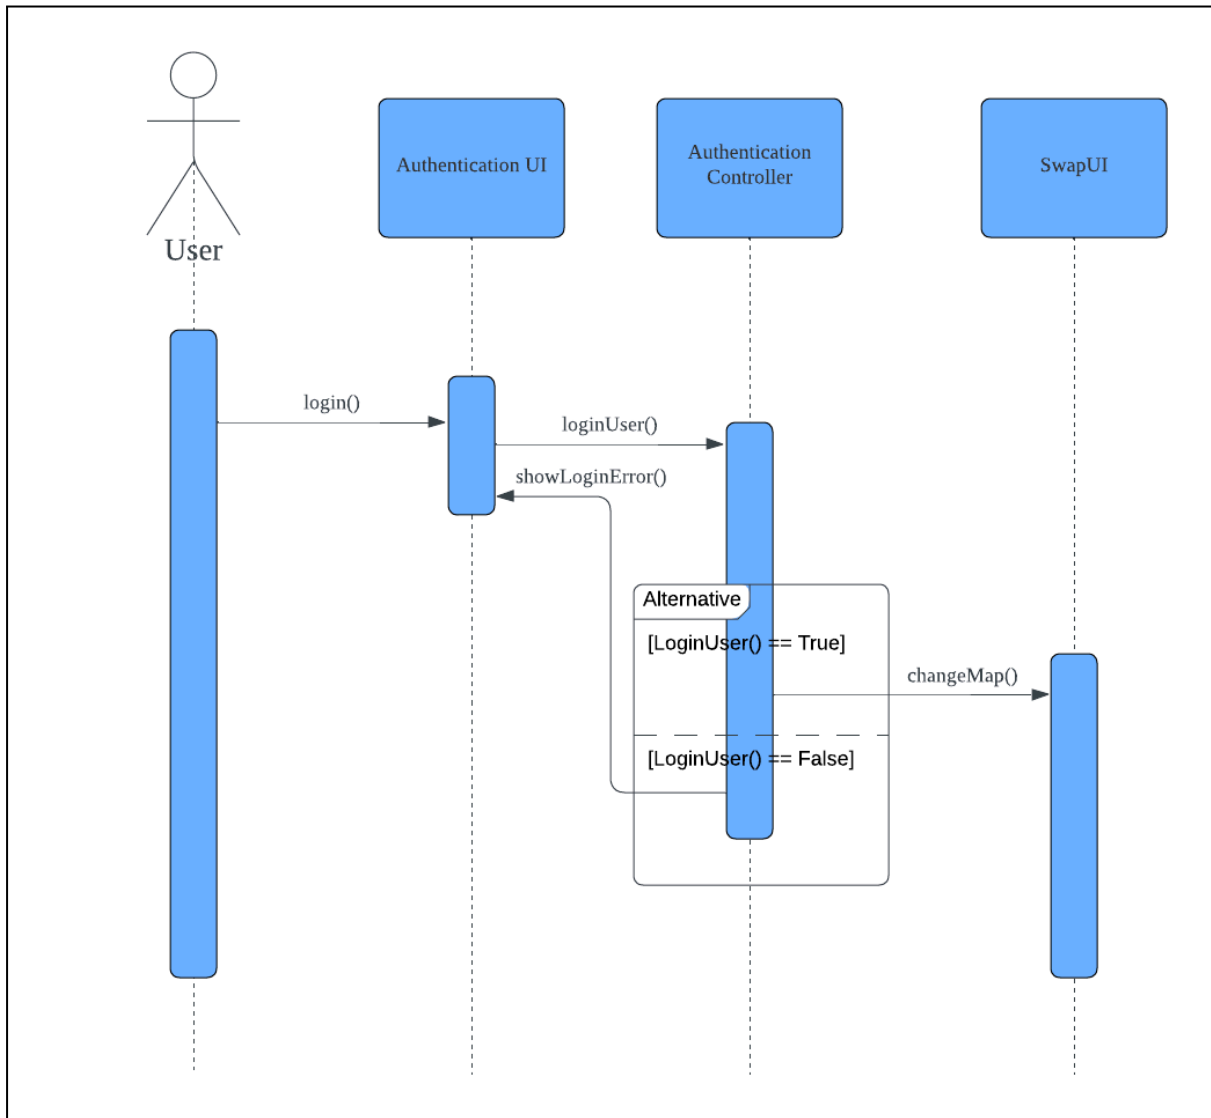 Authentication UI
Authentication
Controller
SwapUI
User
login()
loginUser()
showLoginError()
Alternative
[LoginUser() == True]
changeMap()
[LoginUser() == False]